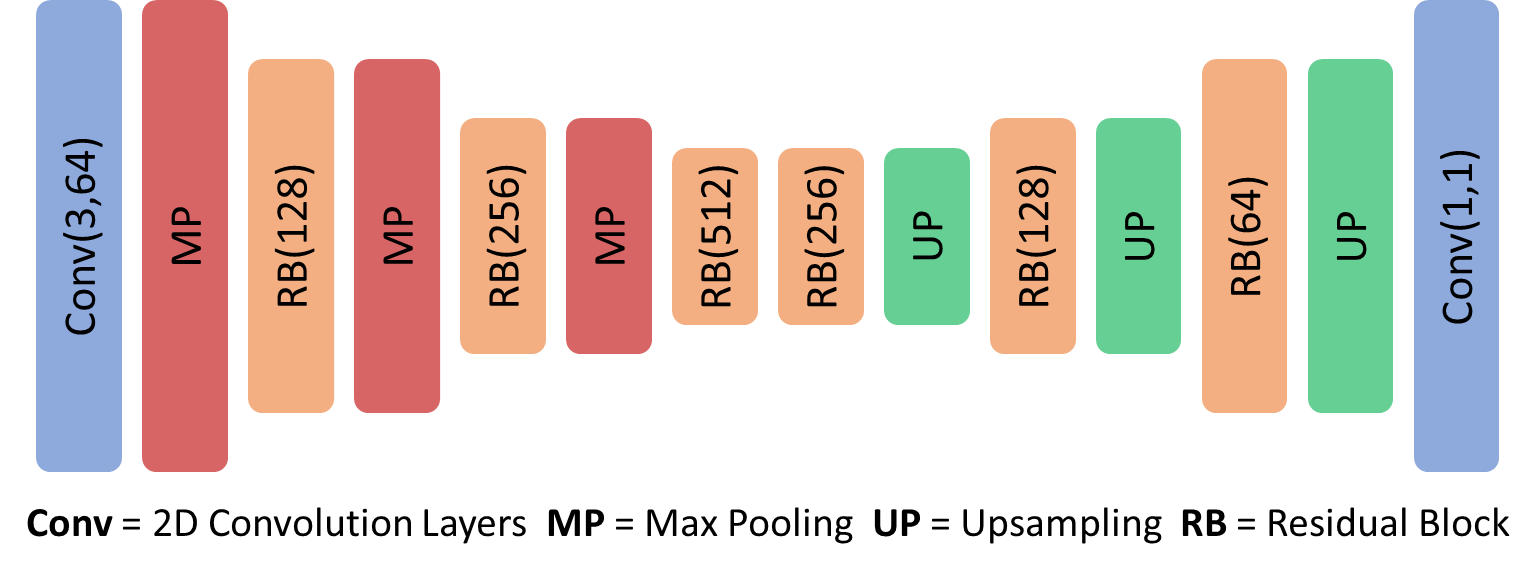 Conv(3,64)
MP
RB(128)
MP
RB(256)
MP
RB(512)
RB(256)
UP
RB(128)
UP
RB(64)
UP
Conv(1,1)
Conv = 2D Convolution Layers MP = Max Pooling UP = Upsampling RB = Residual Block